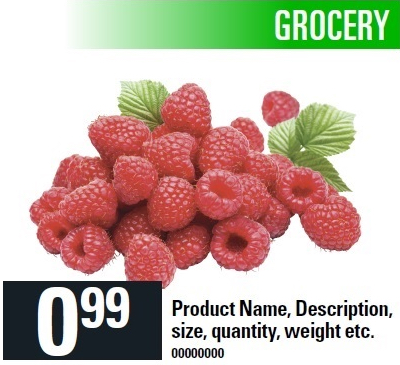 GROCERY
0.99
Product Name, Description,
size, quantity, weight etc.
00000000